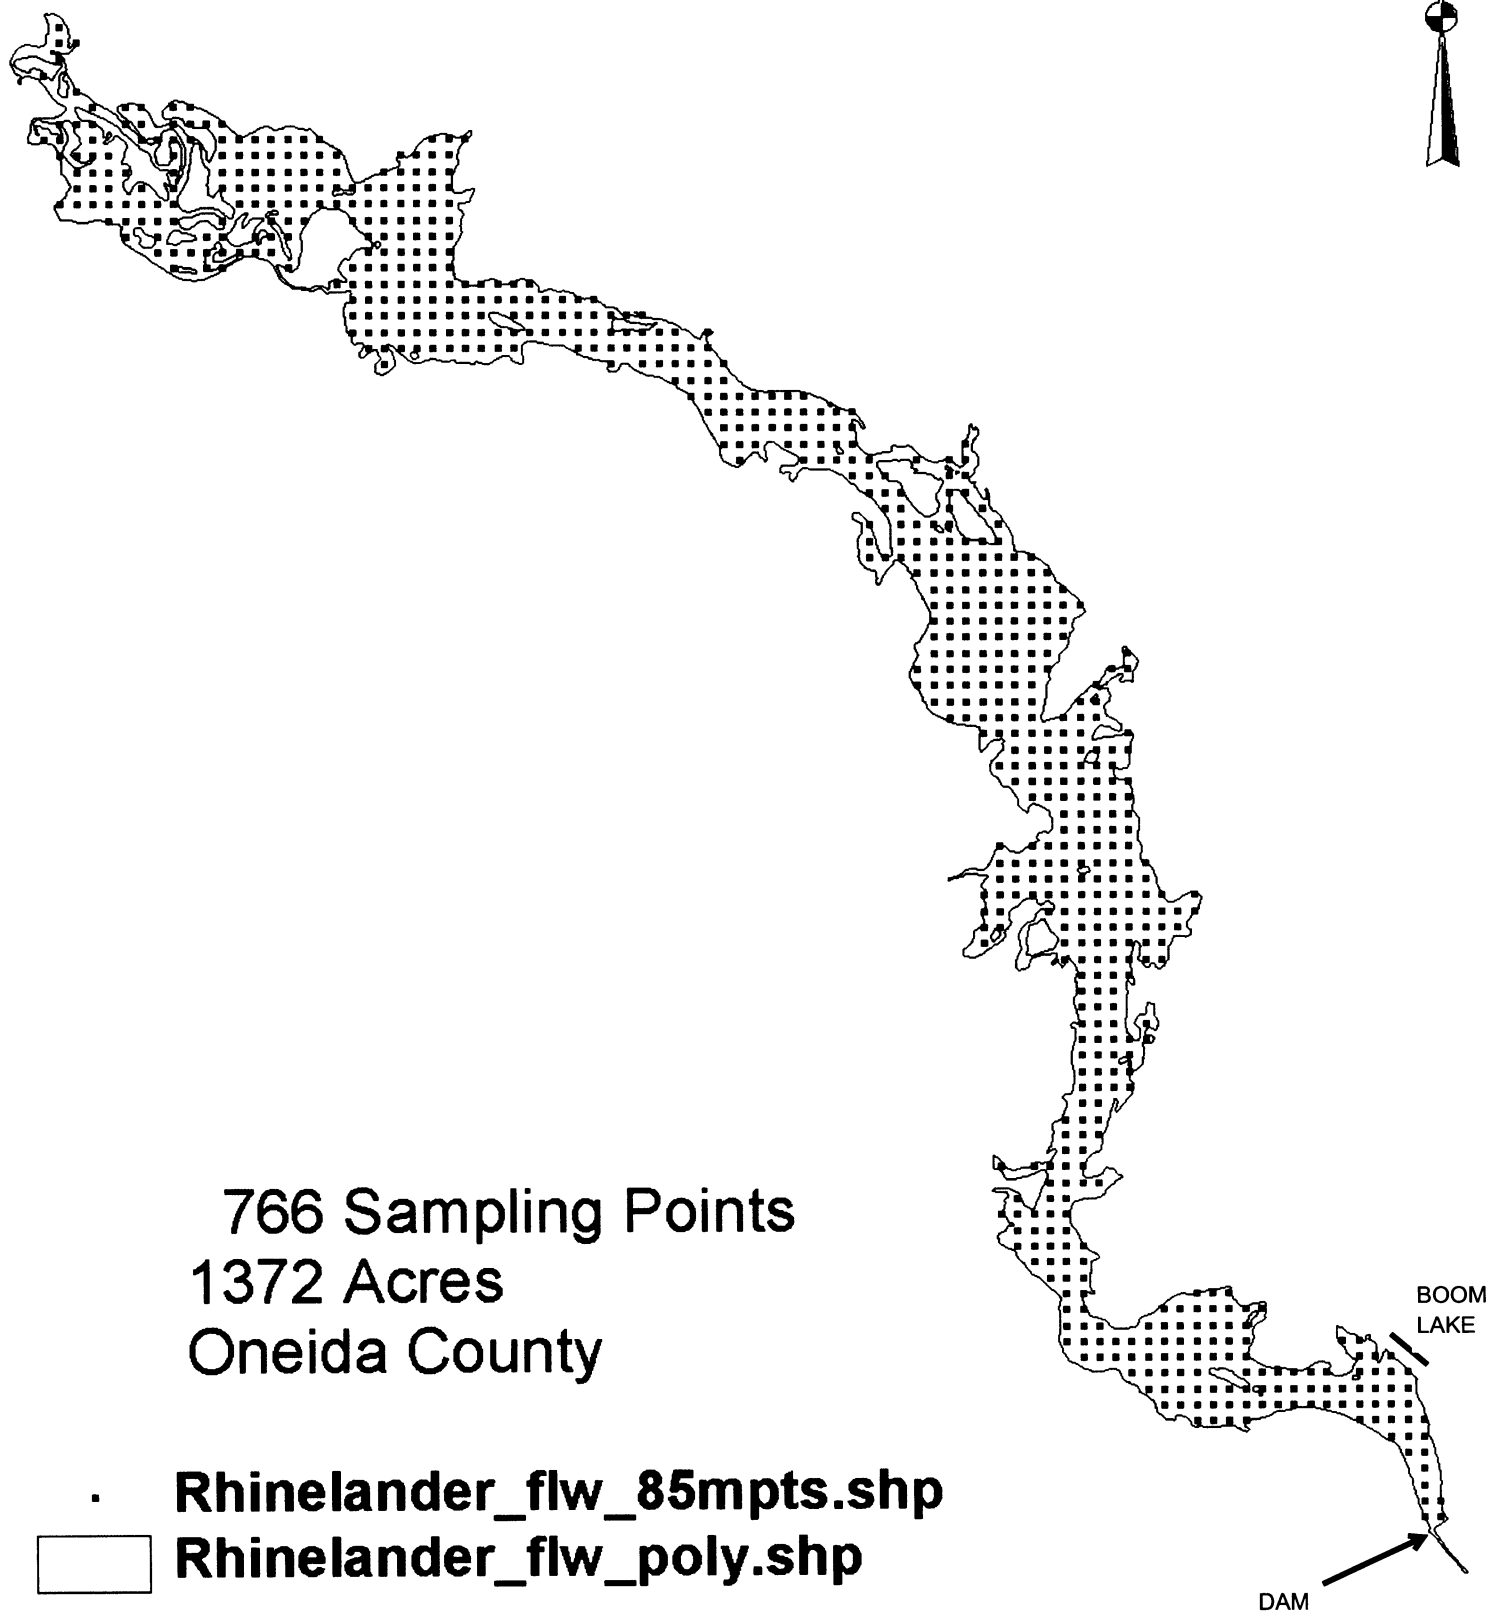 766 Sampling Points
1372 Acres
Oneida County
BOOM
LAKE
Rhinelander_flw_85mpts.shp
Rhinelander_flw_poly.shp
DAM